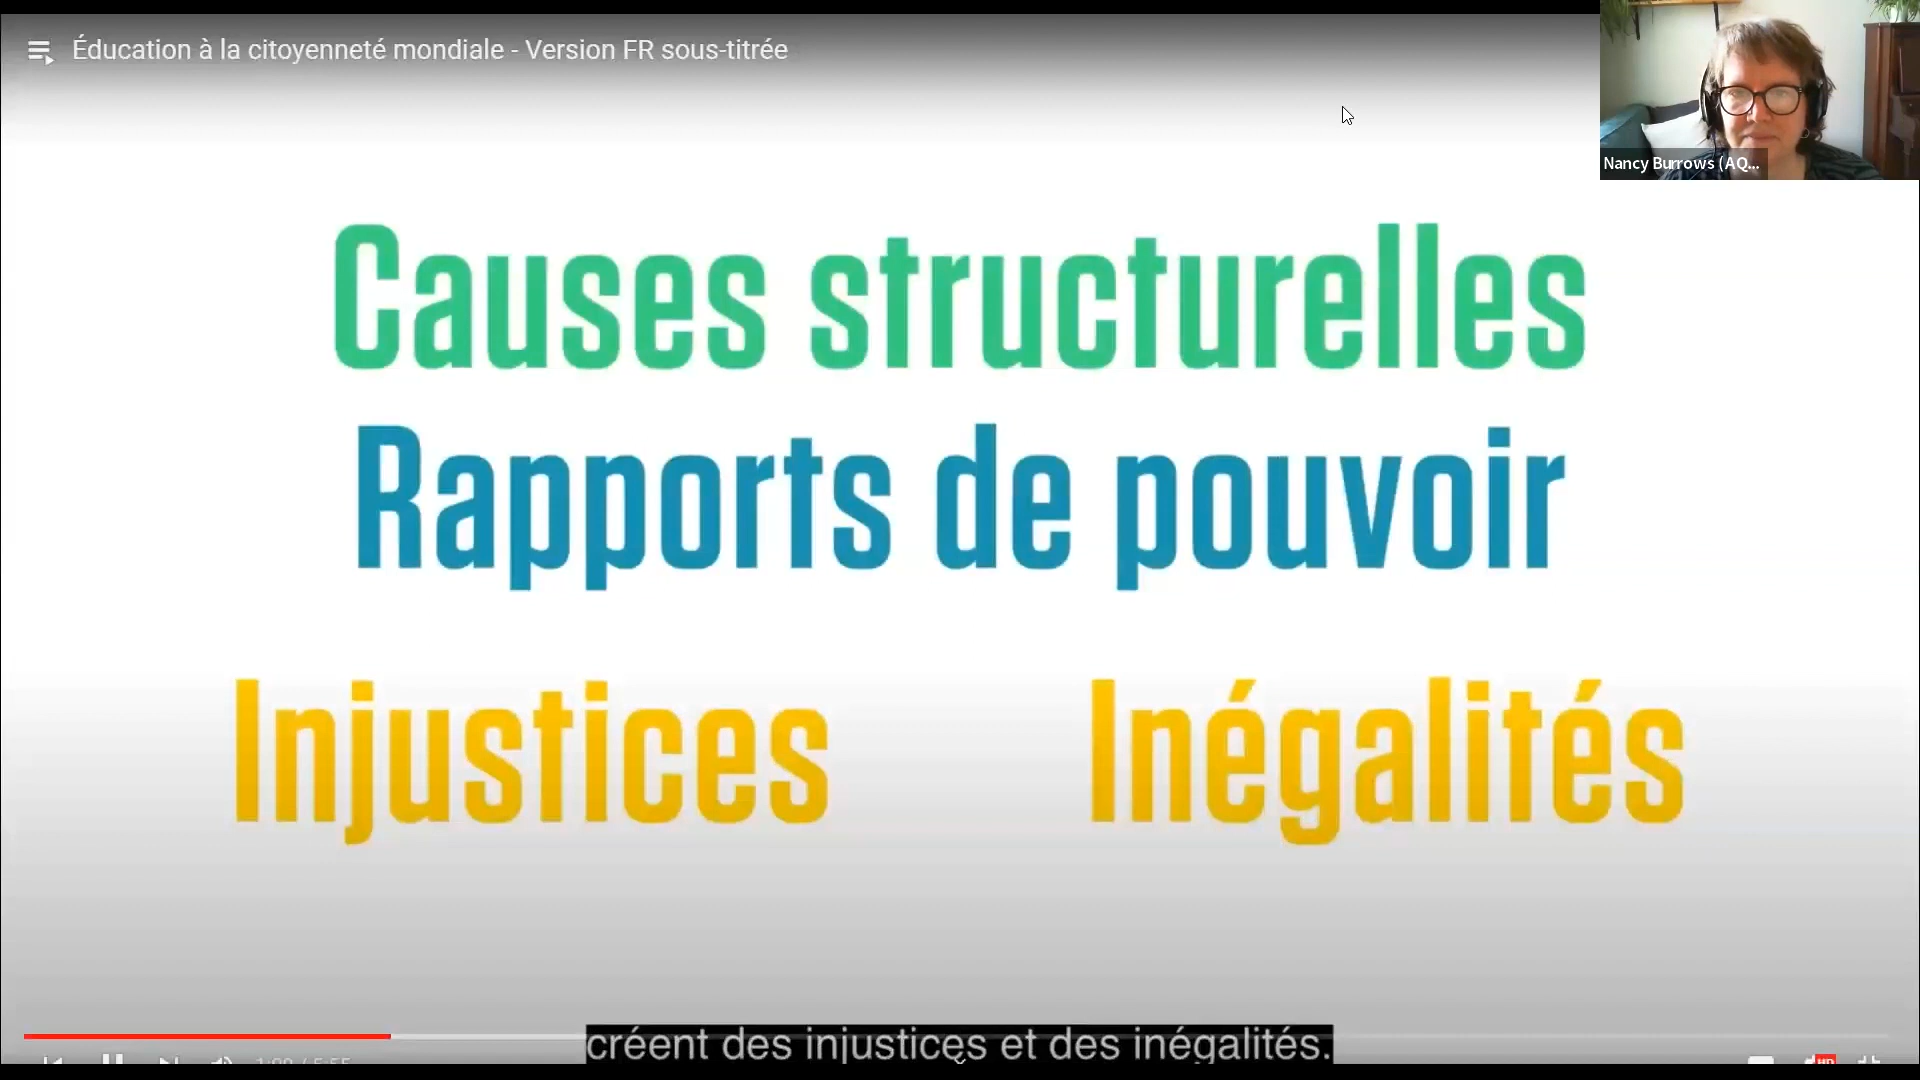 Éducation à la citoyenneté mondiale - Version FR sous-titrée
Nancy Burrows (AQ...
Causes structurelles
Rapports de pouvoir
Injustices Inégalités
créent des injustices et des inégalités.
HD